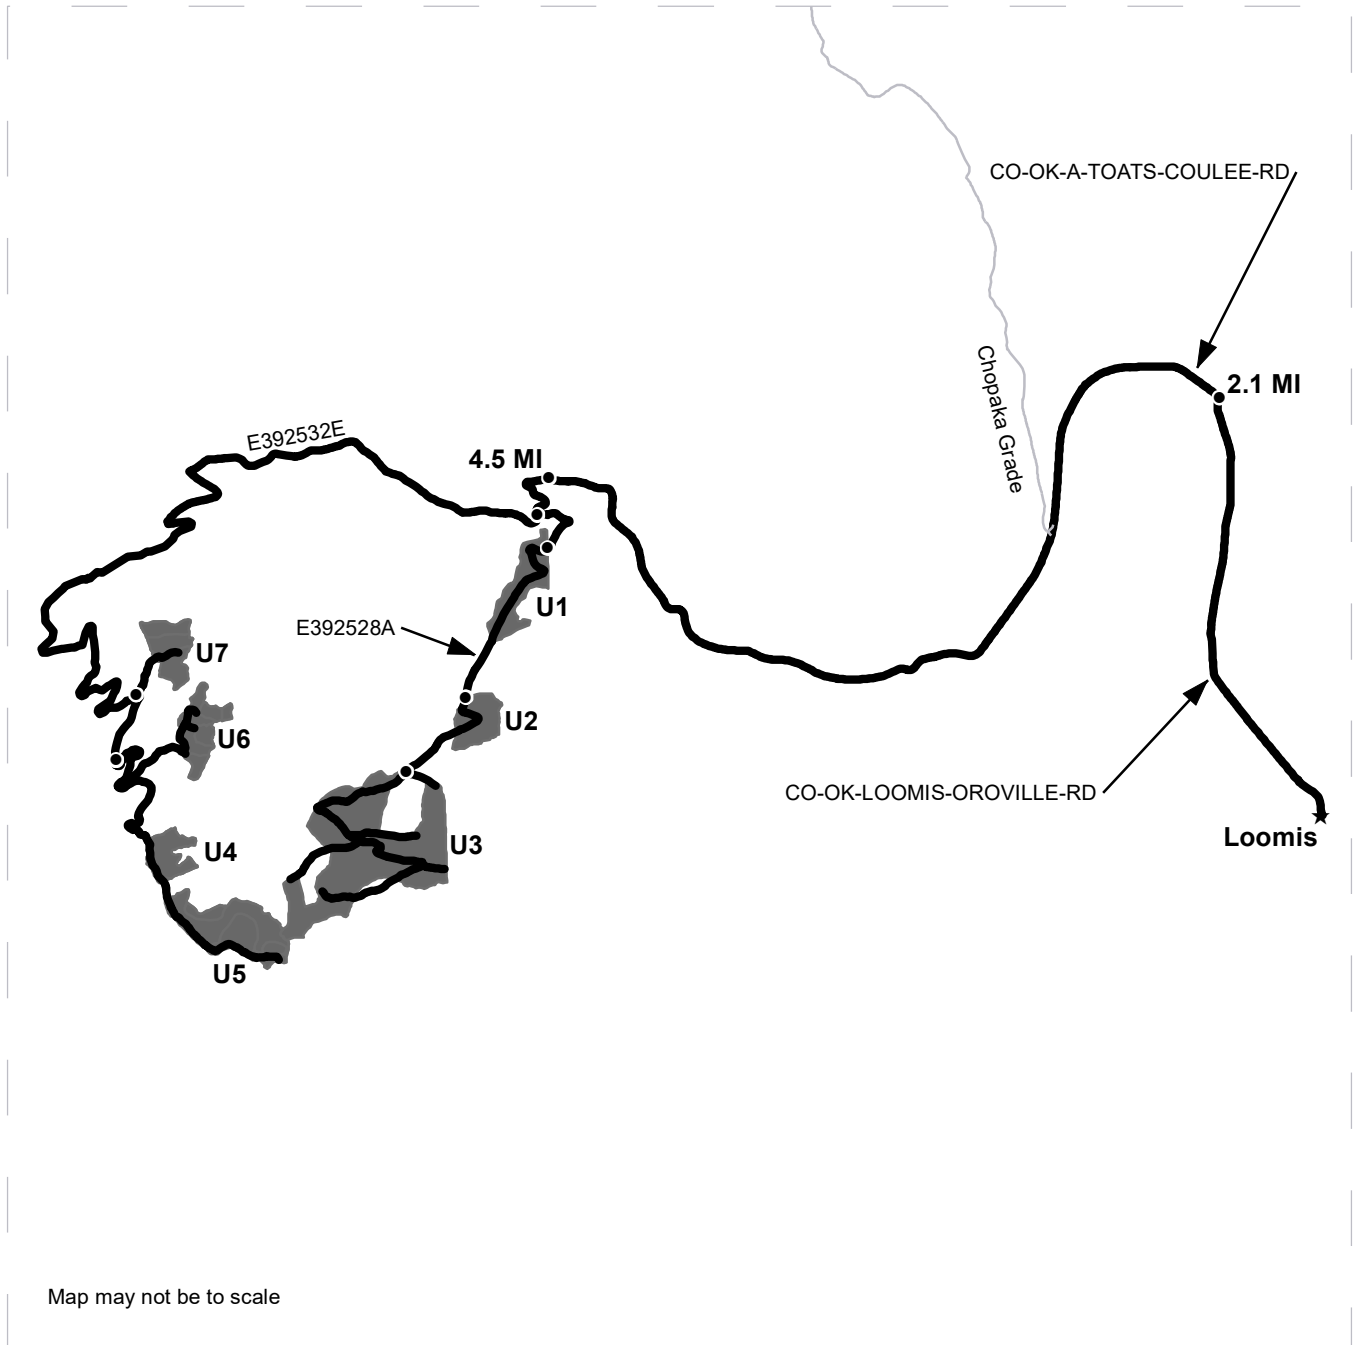 CO-OK-A-TOATS-COULEE-RD
Chopaka Grade
2.1 MI
E392532E
4.5 MI
U1
E392528A
U7
U2
U6
CO-OK-LOOMIS-OROVILLE-RD
Loomis
U3
U4
U5
Map may not be to scale